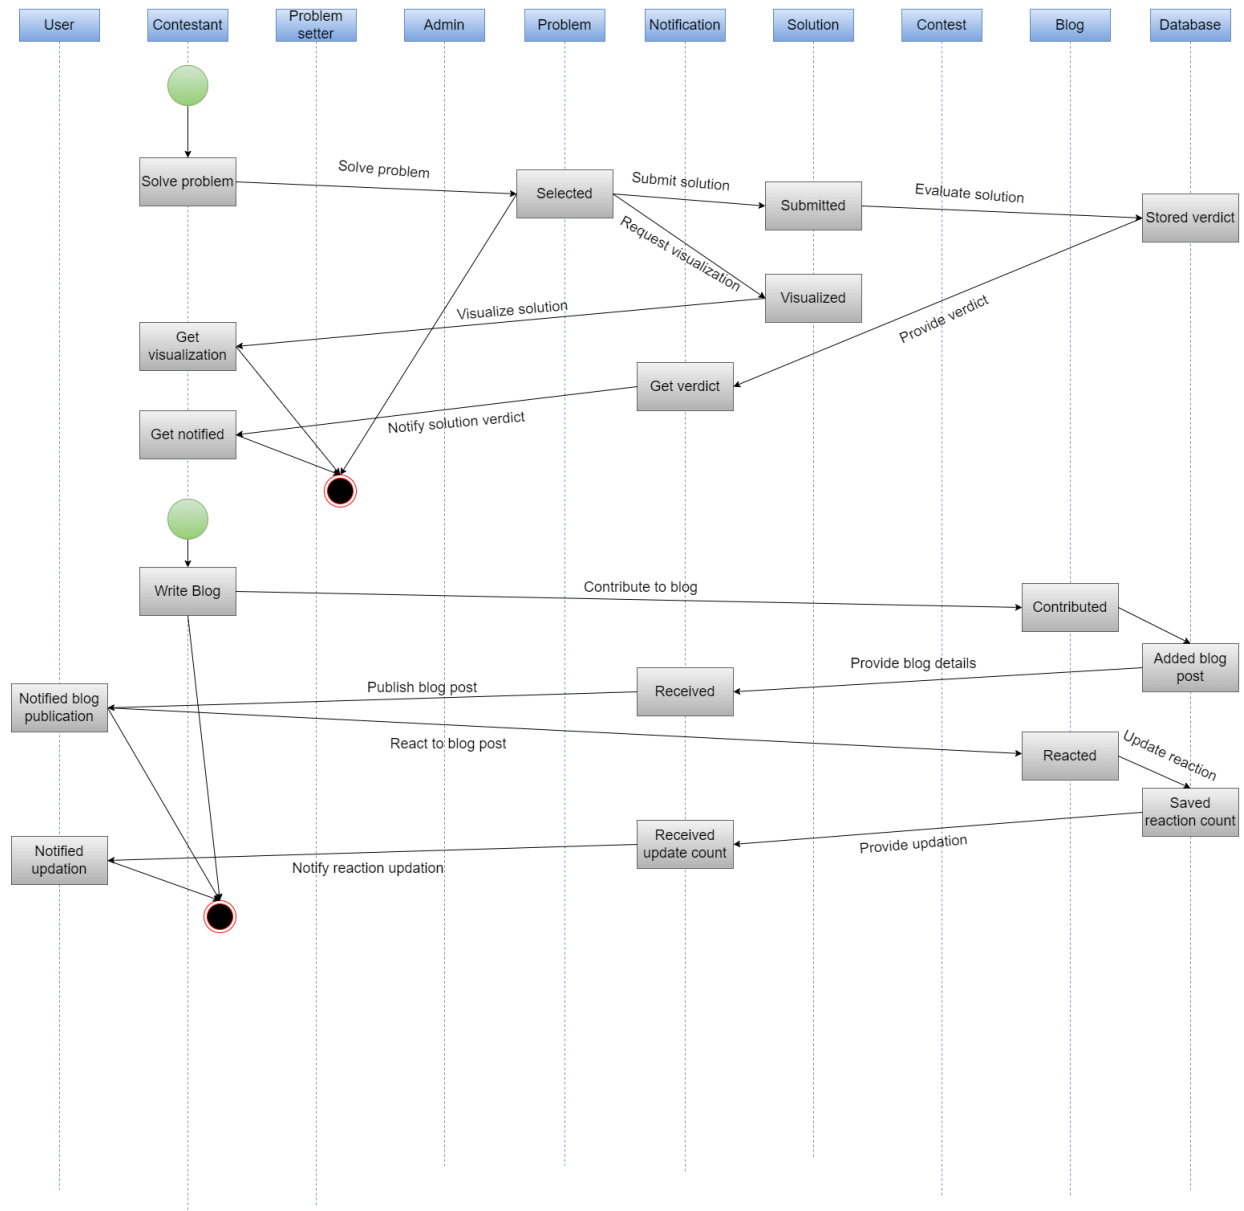 User
Contestant
Problem
setter
Admin
Problem
Notification
Solution
Contest
Blog
Database
Solve problem
Solve problem
Selected
Submit solution
Submitted
Evaluate solution
Stored verdict
Request visualization
Visualized
Visualize solution
Provide verdict
Get
visualization
Get verdict
Notify solution verdict
Get notified
Write Blog
Contribute to blog
Contributed
Added blog
post
Provide blog details
Received
Publish blog post
Notified blog
publication
React to blog post
Reacted
Update reaction
Saved
reaction count
Received
update count
Provide updation
Notified
updation
Notify reaction updation